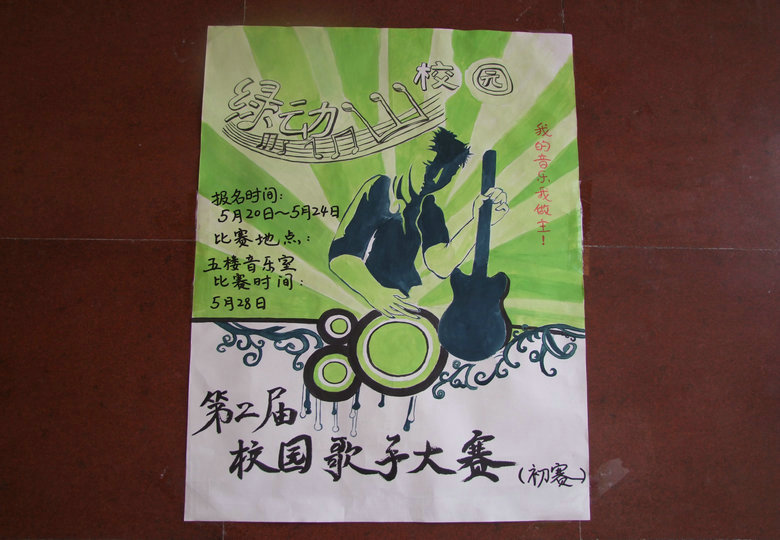 绿动
校园
我的音乐我做主！
报名时间：
5月20日～5月24日
比赛地点：
五楼音乐室
比赛时间：
5月28日
第2届
校园歌子大赛
（初赛）